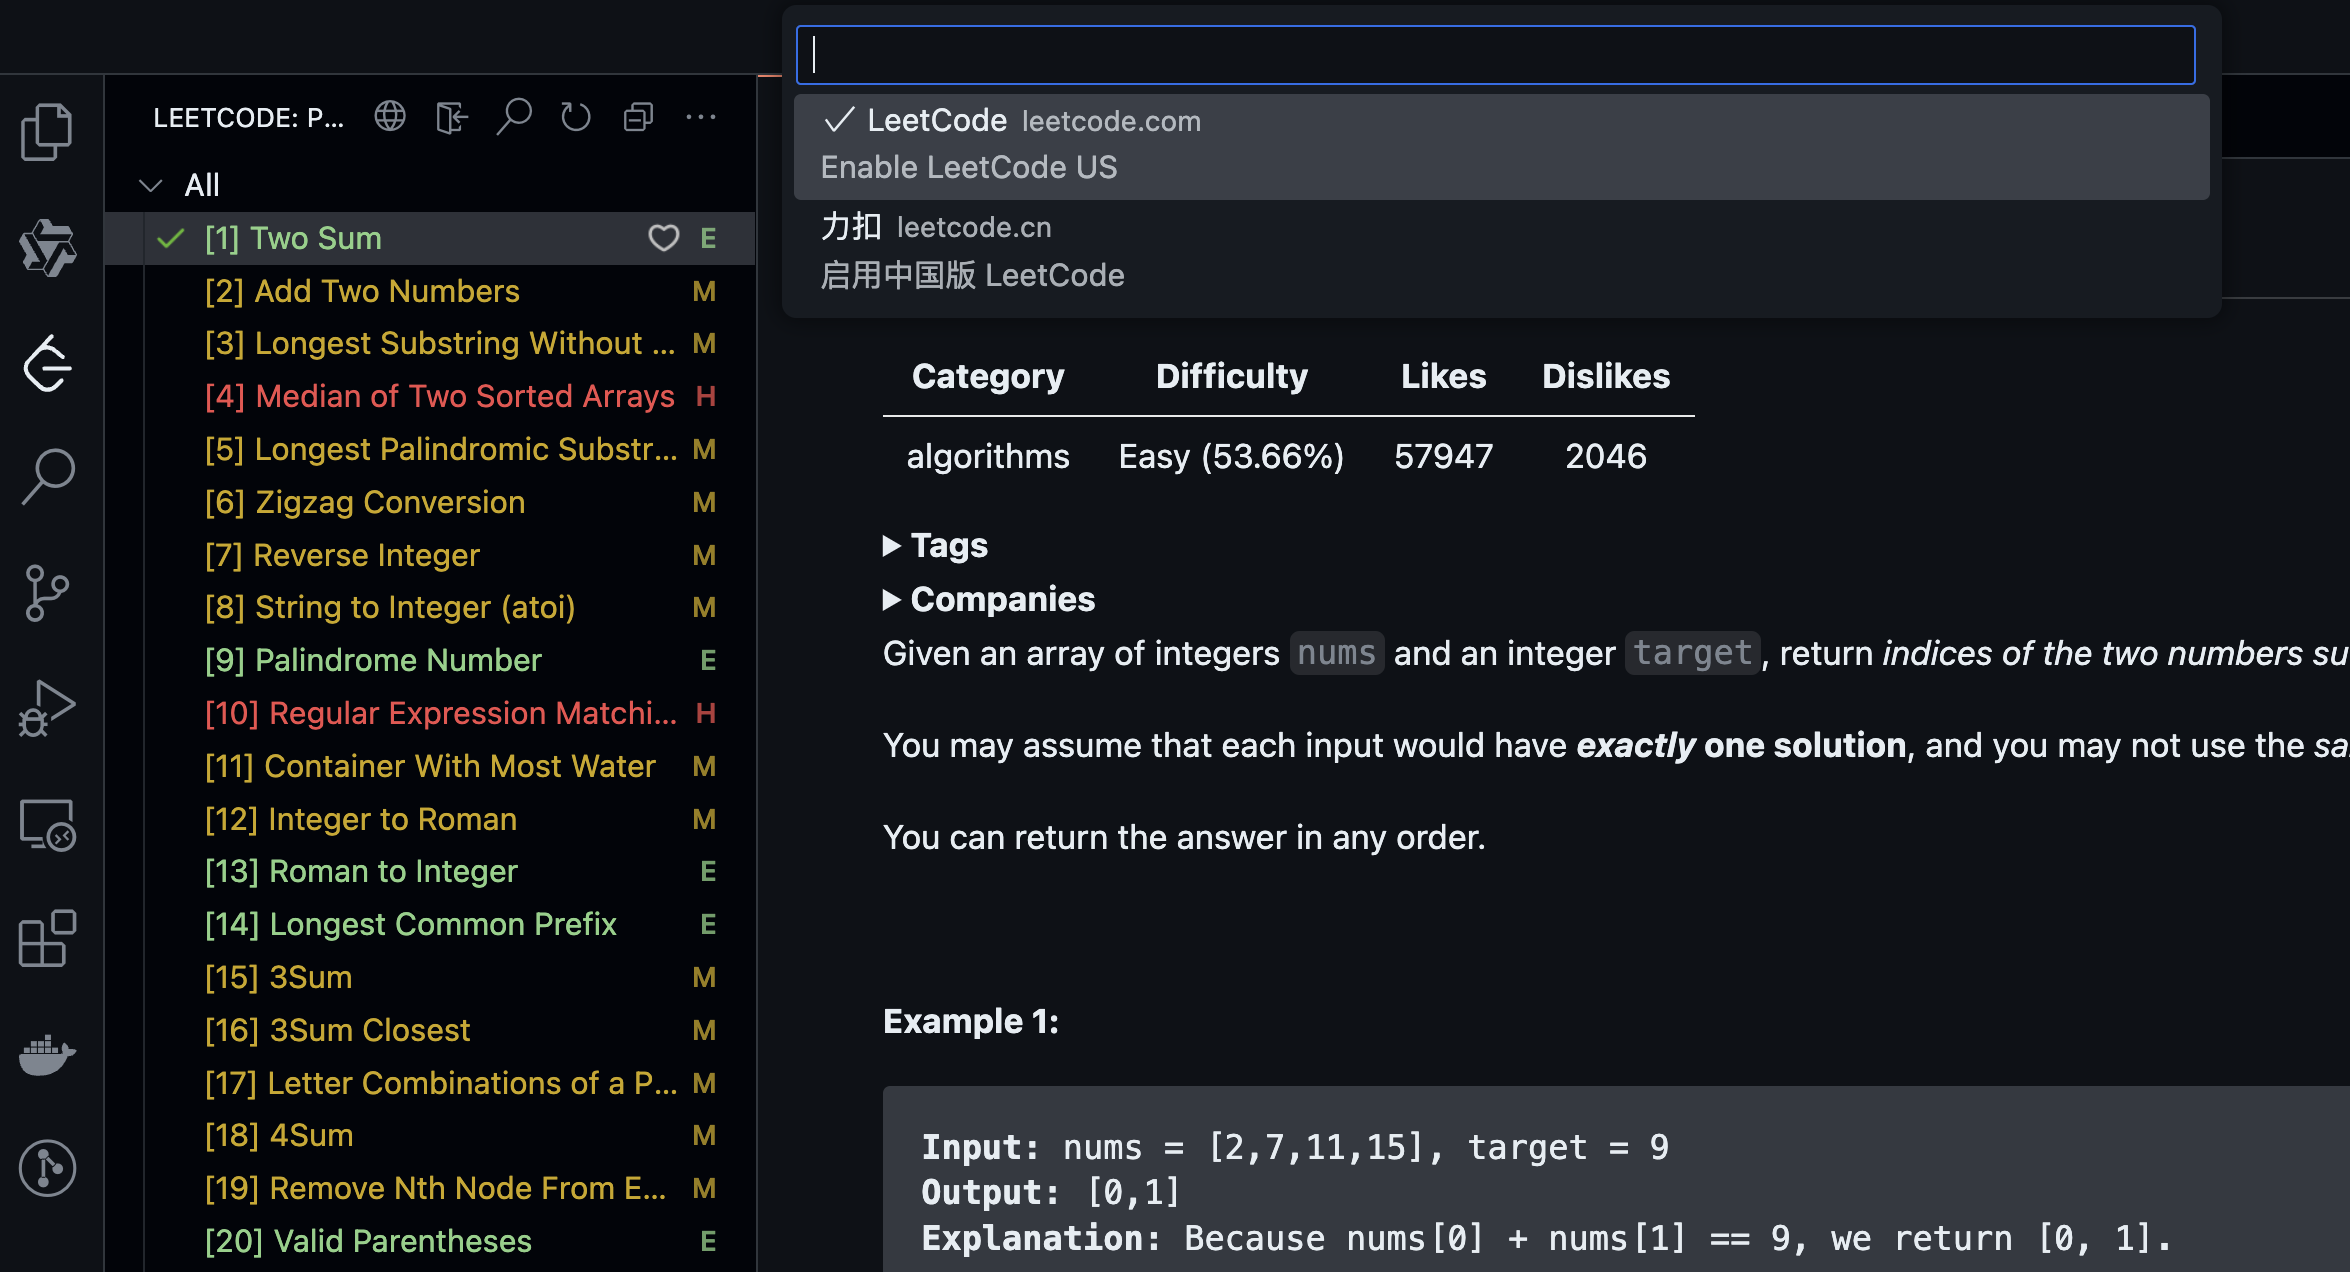 LEETCODE: P...
All
[1] Two Sum E
[2] Add Two Numbers M
[3] Longest Substring Without ... M
[4] Median of Two Sorted Arrays H
[5] Longest Palindromic Substr... M
[6] Zigzag Conversion M
[7] Reverse Integer M
[8] String to Integer (atoi) M
[9] Palindrome Number E
[10] Regular Expression Matchi... H
[11] Container With Most Water M
[12] Integer to Roman M
[13] Roman to Integer E
[14] Longest Common Prefix E
[15] 3Sum M
[16] 3Sum Closest M
[17] Letter Combinations of a P... M
[18] 4Sum M
[19] Remove Nth Node From E... M
[20] Valid Parentheses E
LeetCode leetcode.com
Enable LeetCode US
力扣 leetcode.cn
启用中国版 LeetCode
Category Difficulty Likes Dislikes
algorithms Easy (53.66%) 57947 2046
Tags
Companies
Given an array of integers nums and an integer target, return indices of the two numbers su
You may assume that each input would have exactly one solution, and you may not use the sa
You can return the answer in any order.
Example 1:
Input: nums = [2,7,11,15], target = 9
Output: [0,1]
Explanation: Because nums[0] + nums[1] == 9, we return [0, 1].